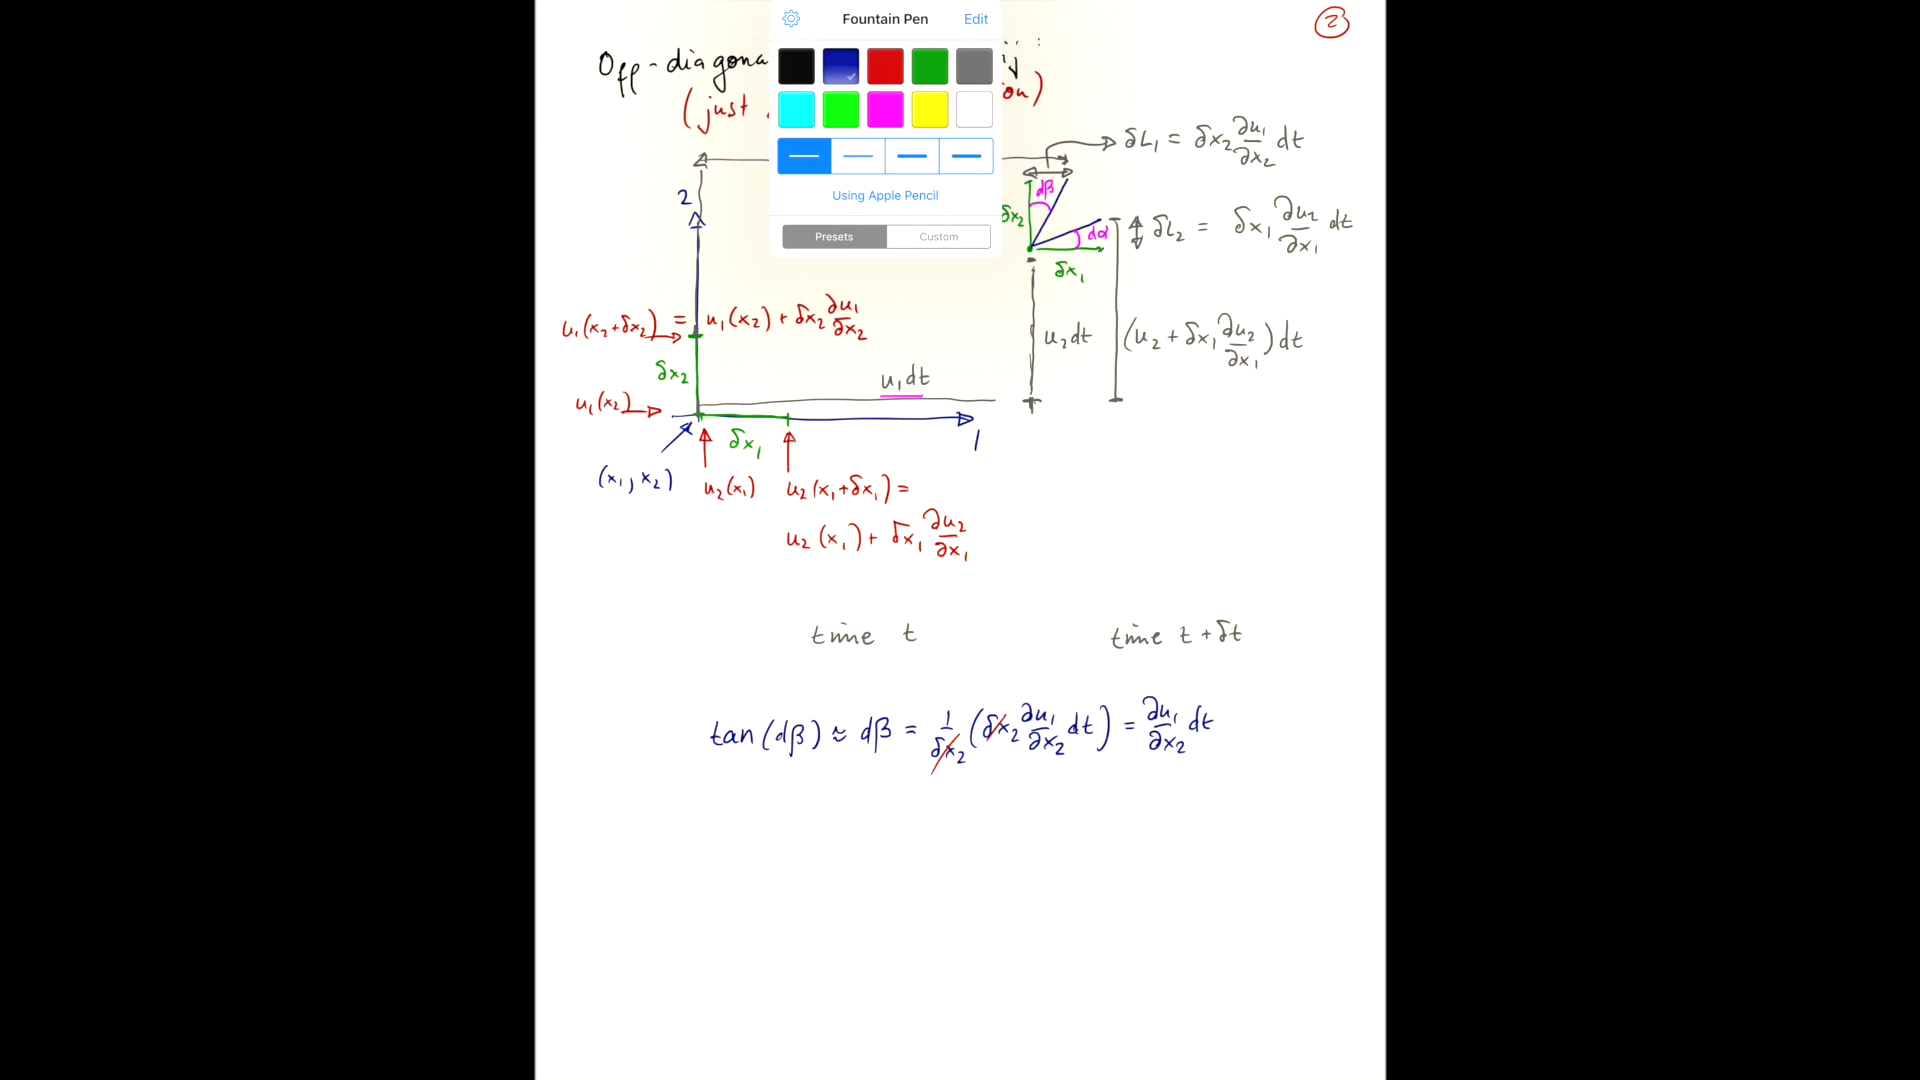 Fountain Pen Edit
②
Off-diagona
(just
on)
Using Apple Pencil
Presets Custom
δL₁ = δx₂ ∂u₁/∂x₂ dt
2
dβ
δx₂
dα
δL₂ = δx₁ ∂u₂/∂x₁ dt
δx₁
u₁(x₂+δx₂) = u₁(x₂) + δx₂ ∂u₁/∂x₂
u₂dt
(u₂ + δx₁ ∂u₂/∂x₁) dt
δx₂
u₁dt
u₁(x₂)
δx₁
1
(x₁, x₂)
u₂(x₁)
u₂(x₁+δx₁) =
u₂(x₁) + δx₁ ∂u₂/∂x₁
time t
time t + δt
tan(dβ) ≈ dβ = 1/δx₂ (δx₂ ∂u₁/∂x₂ dt) = ∂u₁/∂x₂ dt